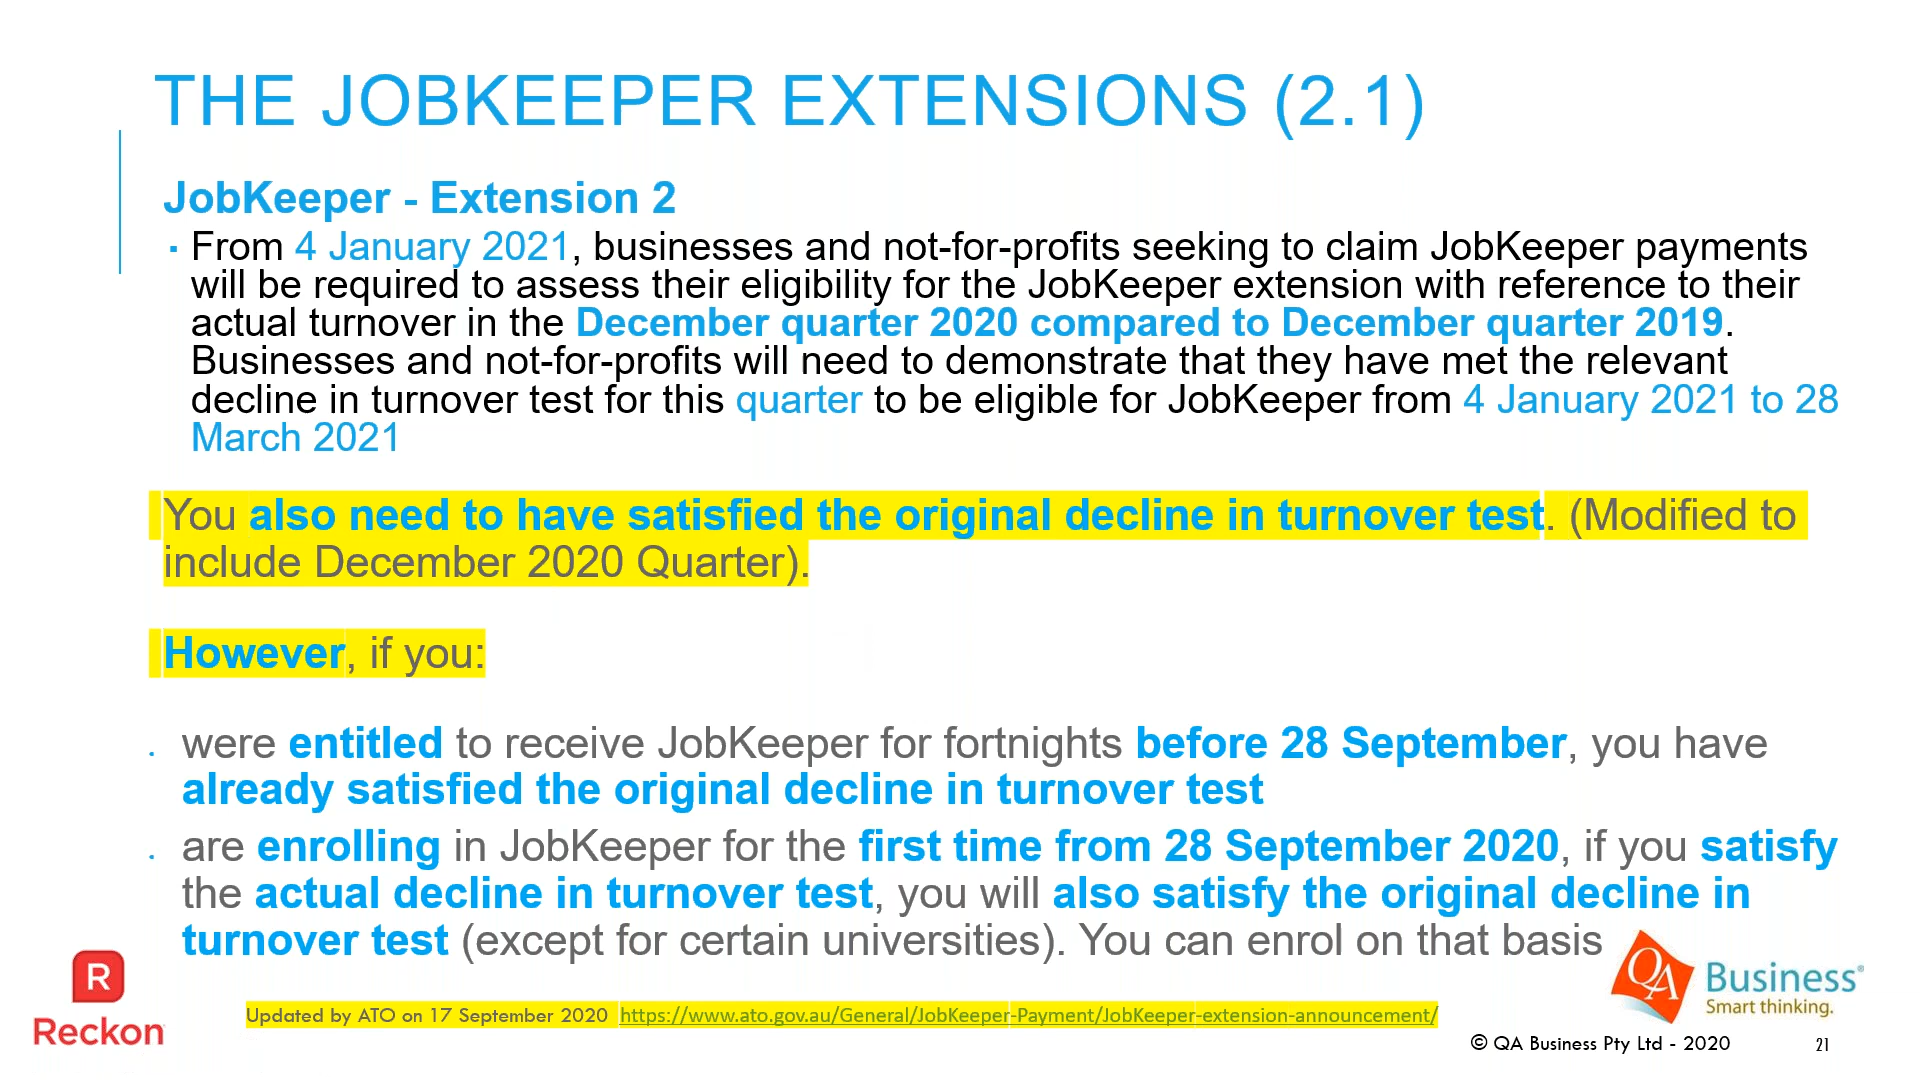 THE JOBKEEPER EXTENSIONS (2.1)
JobKeeper - Extension 2
▪ From 4 January 2021, businesses and not-for-profits seeking to claim JobKeeper payments
will be required to assess their eligibility for the JobKeeper extension with reference to their
actual turnover in the December quarter 2020 compared to December quarter 2019.
Businesses and not-for-profits will need to demonstrate that they have met the relevant
decline in turnover test for this quarter to be eligible for JobKeeper from 4 January 2021 to 28
March 2021
You also need to have satisfied the original decline in turnover test. (Modified to
include December 2020 Quarter).
However, if you:
• were entitled to receive JobKeeper for fortnights before 28 September, you have
already satisfied the original decline in turnover test
• are enrolling in JobKeeper for the first time from 28 September 2020, if you satisfy
the actual decline in turnover test, you will also satisfy the original decline in
turnover test (except for certain universities). You can enrol on that basis
R
Reckon
Updated by ATO on 17 September 2020 https://www.ato.gov.au/General/JobKeeper-Payment/JobKeeper-extension-announcement/
QA Business®
Smart thinking.
© QA Business Pty Ltd - 2020
21